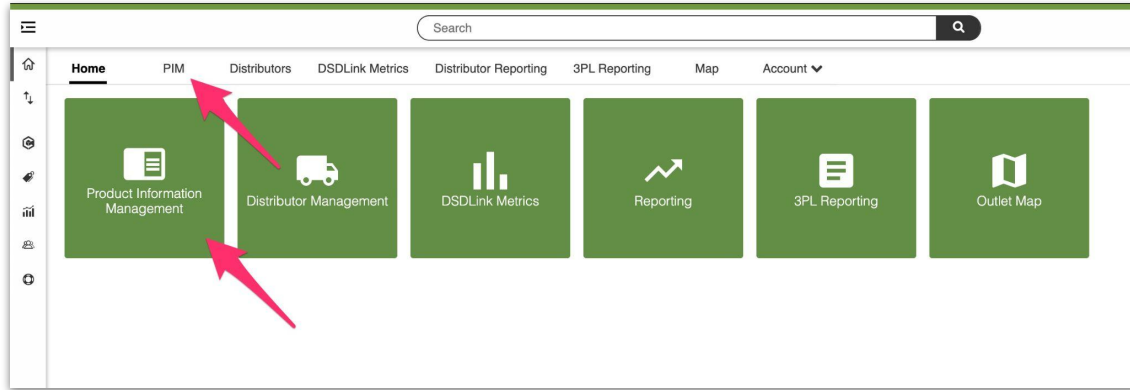 Search
Home PIM Distributors DSDLink Metrics Distributor Reporting 3PL Reporting Map Account
Product Information
Management
Distributor Management
DSDLink Metrics
Reporting
3PL Reporting
Outlet Map